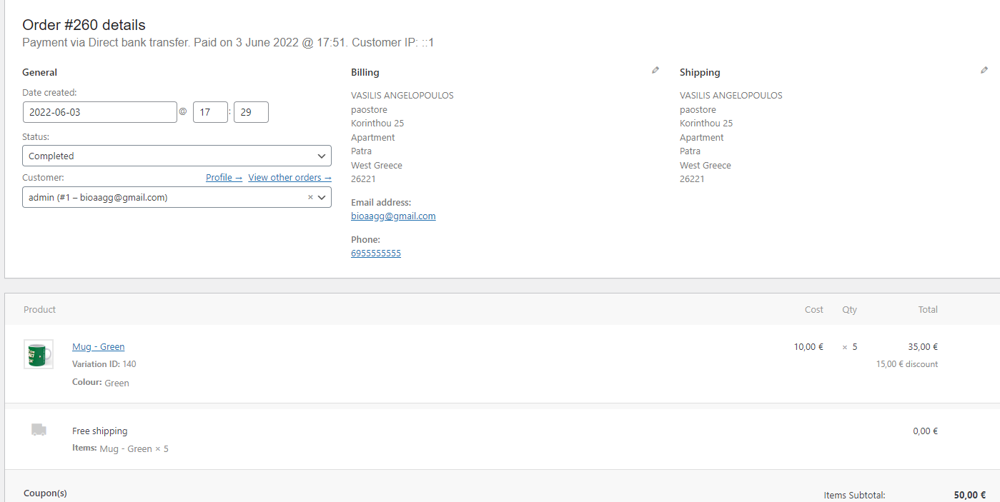 Order #260 details
Payment via Direct bank transfer. Paid on 3 June 2022 @ 17:51. Customer IP: ::1
General
Date created:
2022-06-03 @ 17 : 29
Status:
Completed
Customer: Profile → View other orders →
admin (#1 – bioaagg@gmail.com) × 
Billing
VASILIS ANGELOPOULOS
paostore
Korinthou 25
Apartment
Patra
West Greece
26221
Email address:
bioaagg@gmail.com
Phone:
6955555555
Shipping
VASILIS ANGELOPOULOS
paostore
Korinthou 25
Apartment
Patra
West Greece
26221
Product Cost Qty Total
Mug - Green 10,00 € × 5 35,00 €
Variation ID: 140 15,00 € discount
Colour: Green
Free shipping 0,00 €
Items: Mug - Green × 5
Coupon(s) Items Subtotal: 50,00 €